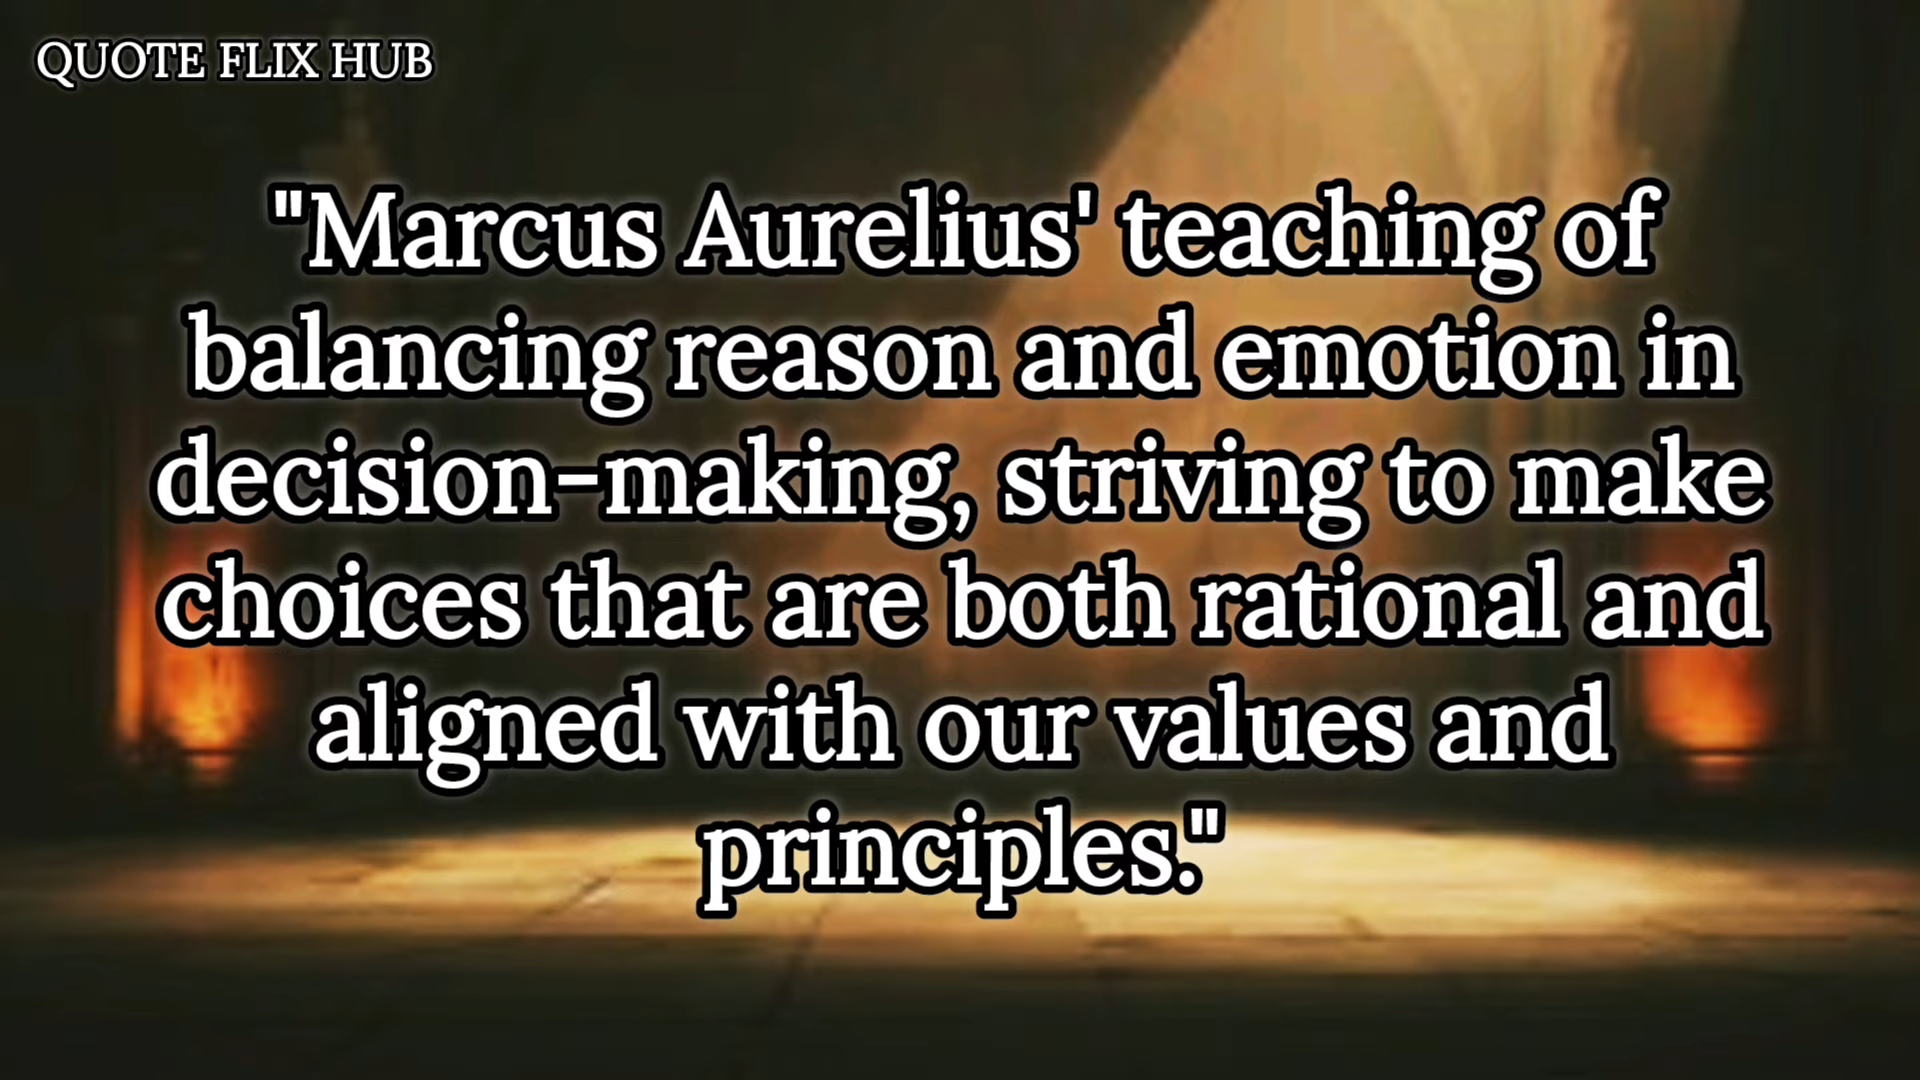 QUOTE FLIX HUB
"Marcus Aurelius' teaching of
balancing reason and emotion in
decision-making, striving to make
choices that are both rational and
aligned with our values and
principles."